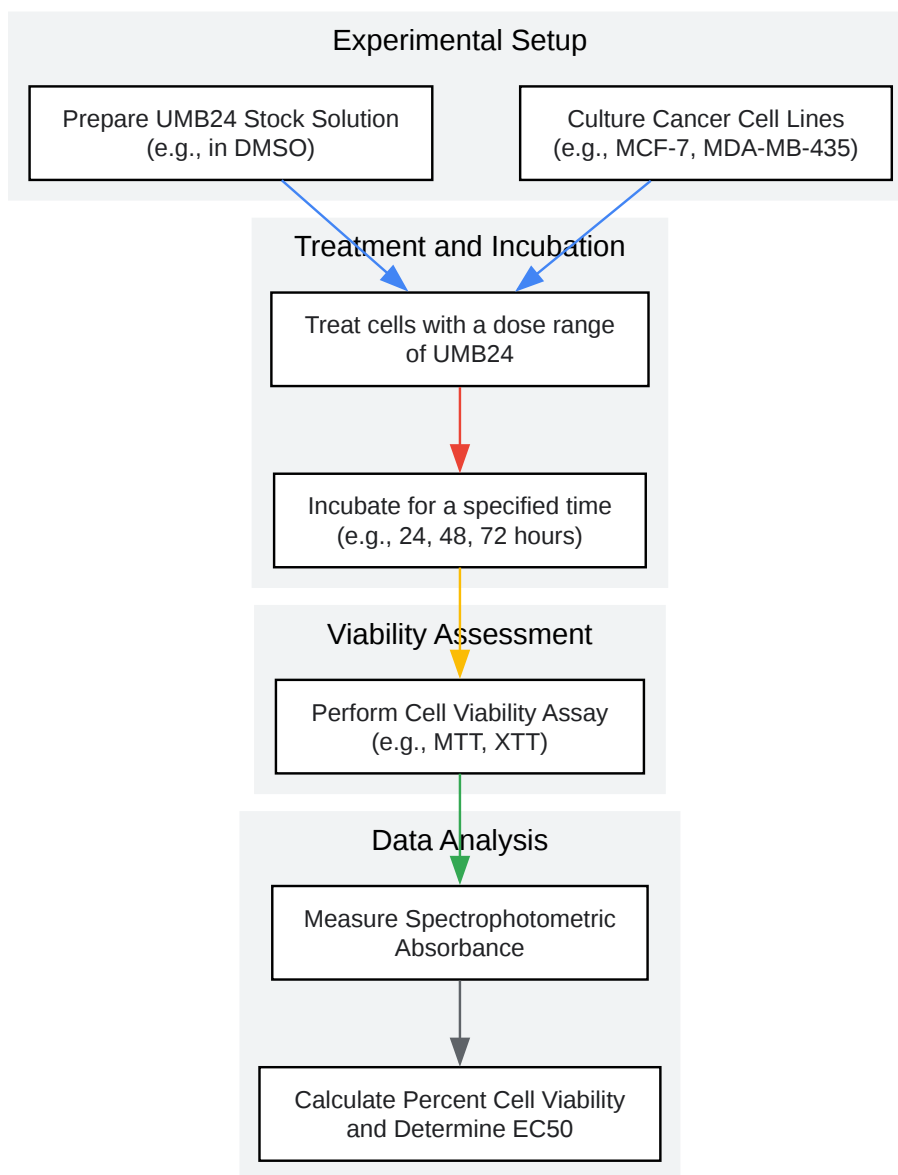 Experimental Setup
Prepare UMB24 Stock Solution
(e.g., in DMSO)
Culture Cancer Cell Lines
(e.g., MCF-7, MDA-MB-435)
Treatment and Incubation
Treat cells with a dose range
of UMB24
Incubate for a specified time
(e.g., 24, 48, 72 hours)
Viability Assessment
Perform Cell Viability Assay
(e.g., MTT, XTT)
Data Analysis
Measure Spectrophotometric
Absorbance
Calculate Percent Cell Viability
and Determine EC50